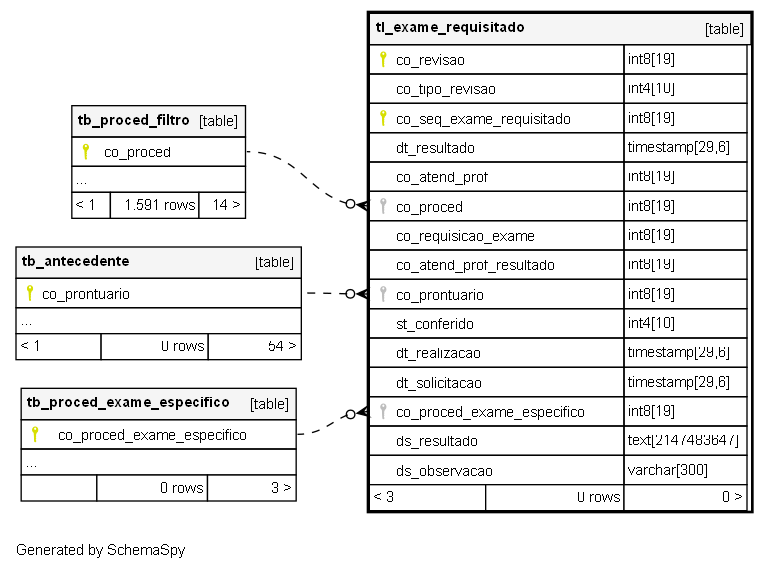 tl_exame_requisitado [table]
co_revisao int8[19]
co_tipo_revisao int4[10]
co_seq_exame_requisitado int8[19]
dt_resultado timestamp[29,6]
co_atend_prof int8[19]
co_proced int8[19]
co_requisicao_exame int8[19]
co_atend_prof_resultado int8[19]
co_prontuario int8[19]
st_conferido int4[10]
dt_realizacao timestamp[29,6]
dt_solicitacao timestamp[29,6]
co_proced_exame_especifico int8[19]
ds_resultado text[2147483647]
ds_observacao varchar[300]
< 3 0 rows 0 >
tb_proced_filtro [table]
co_proced
...
< 1 1.591 rows 14 >
tb_antecedente [table]
co_prontuario
...
< 1 0 rows 54 >
tb_proced_exame_especifico [table]
co_proced_exame_especifico
...
0 rows 3 >
Generated by SchemaSpy